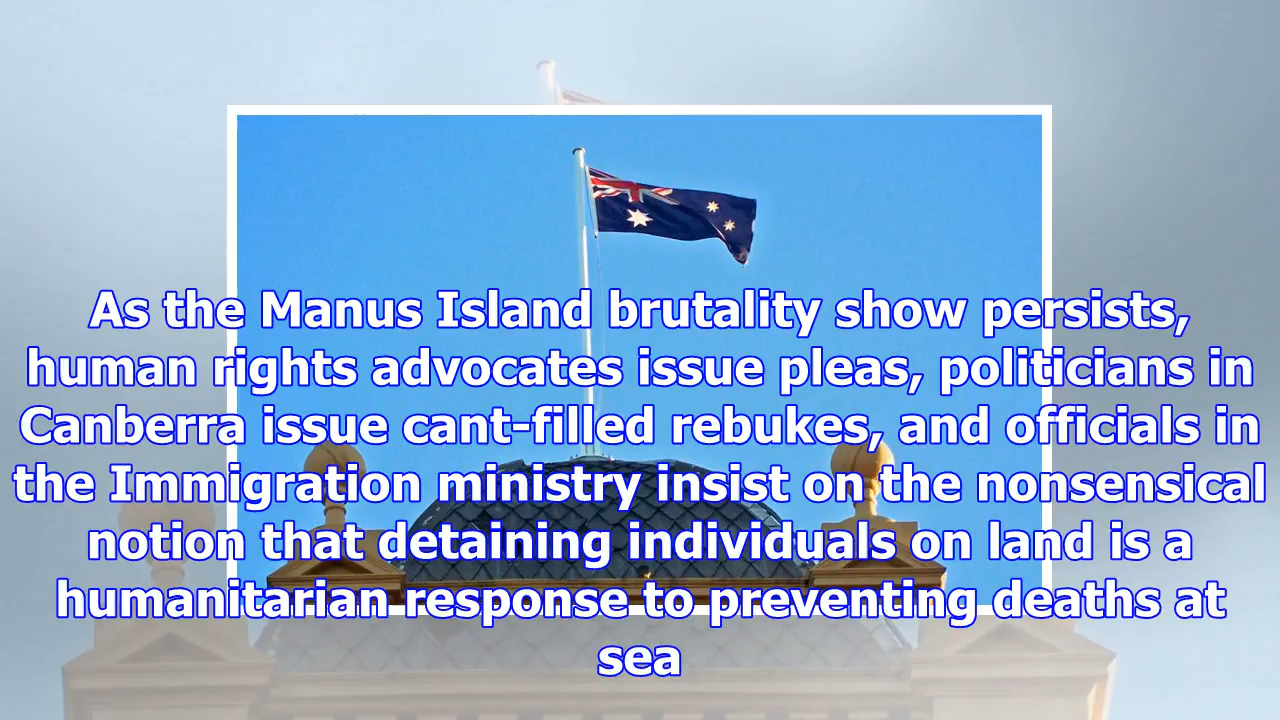 As the Manus Island brutality show persists,
human rights advocates issue pleas, politicians in
Canberra issue cant-filled rebukes, and officials in
the Immigration ministry insist on the nonsensical
notion that detaining individuals on land is a
humanitarian response to preventing deaths at
sea